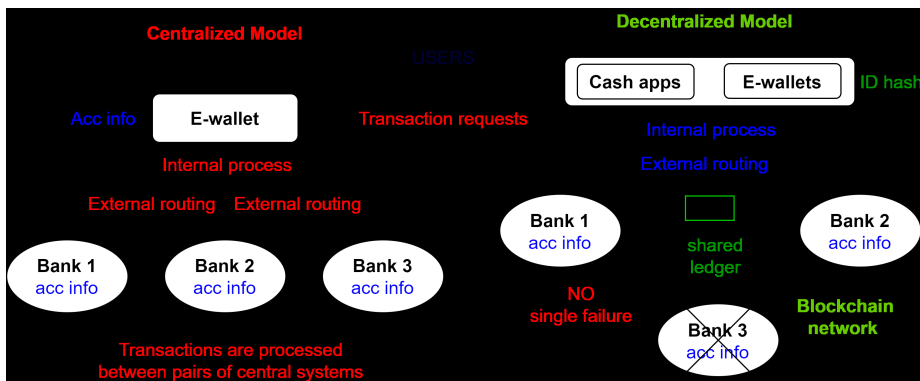 Centralized Model
Decentralized Model
USERS
Cash apps
E-wallets
ID hash
Acc info
E-wallet
Transaction requests
Internal process
External routing
Internal process
External routing
External routing
Bank 1
acc info
Bank 2
acc info
Bank 3
acc info
Transactions are processed
between pairs of central systems
Bank 1
acc info
shared
ledger
Bank 2
acc info
NO
single failure
Bank 3
acc info
Blockchain
network